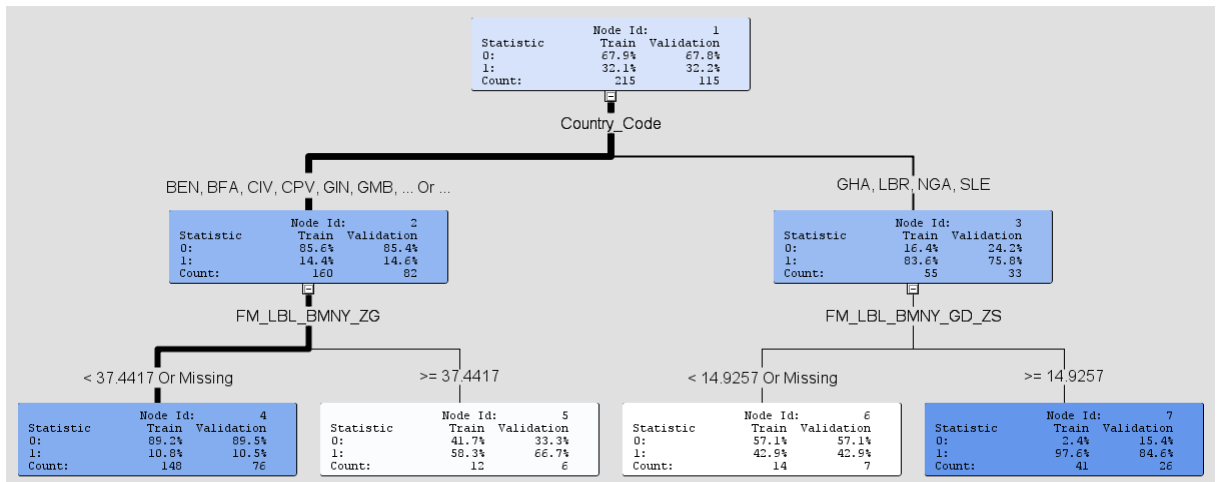 Node Id: 1
Statistic Train Validation
0: 67.9% 67.8%
1: 32.1% 32.2%
Count: 215 115
Country_Code
BEN, BFA, CIV, CPV, GIN, GMB, ... Or ...
GHA, LBR, NGA, SLE
Node Id: 2
Statistic Train Validation
0: 85.6% 85.4%
1: 14.4% 14.6%
Count: 160 82
Node Id: 3
Statistic Train Validation
0: 16.4% 24.2%
1: 83.6% 75.8%
Count: 55 33
FM_LBL_BMNY_ZG
FM_LBL_BMNY_GD_ZS
< 37.4417 Or Missing
>= 37.4417
< 14.9257 Or Missing
>= 14.9257
Node Id: 4
Statistic Train Validation
0: 89.2% 89.5%
1: 10.8% 10.5%
Count: 148 76
Node Id: 5
Statistic Train Validation
0: 41.7% 33.3%
1: 58.3% 66.7%
Count: 12 6
Node Id: 6
Statistic Train Validation
0: 57.1% 57.1%
1: 42.9% 42.9%
Count: 14 7
Node Id: 7
Statistic Train Validation
0: 2.4% 15.4%
1: 97.6% 84.6%
Count: 41 26